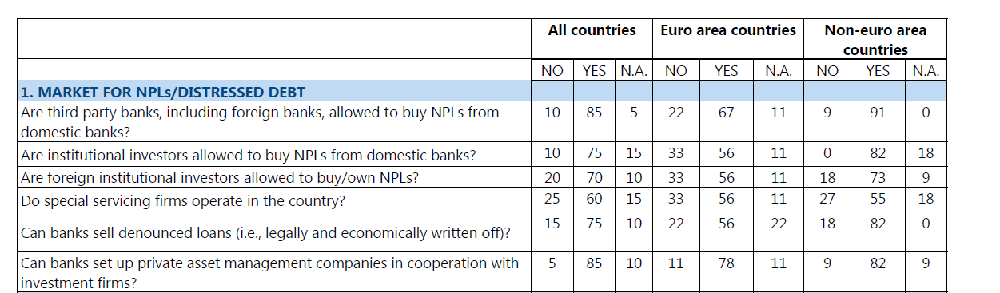 All countries Euro area countries Non-euro area
countries
NO YES N.A. NO YES N.A. NO YES N.A.
1. MARKET FOR NPLs/DISTRESSED DEBT
Are third party banks, including foreign banks, allowed to buy NPLs from 10 85 5 22 67 11 9 91 0
domestic banks?
Are institutional investors allowed to buy NPLs from domestic banks? 10 75 15 33 56 11 0 82 18
Are foreign institutional investors allowed to buy/own NPLs? 20 70 10 33 56 11 18 73 9
Do special servicing firms operate in the country? 25 60 15 33 56 11 27 55 18
Can banks sell denounced loans (i.e., legally and economically written off)? 15 75 10 22 56 22 18 82 0
Can banks set up private asset management companies in cooperation with 5 85 10 11 78 11 9 82 9
investment firms?